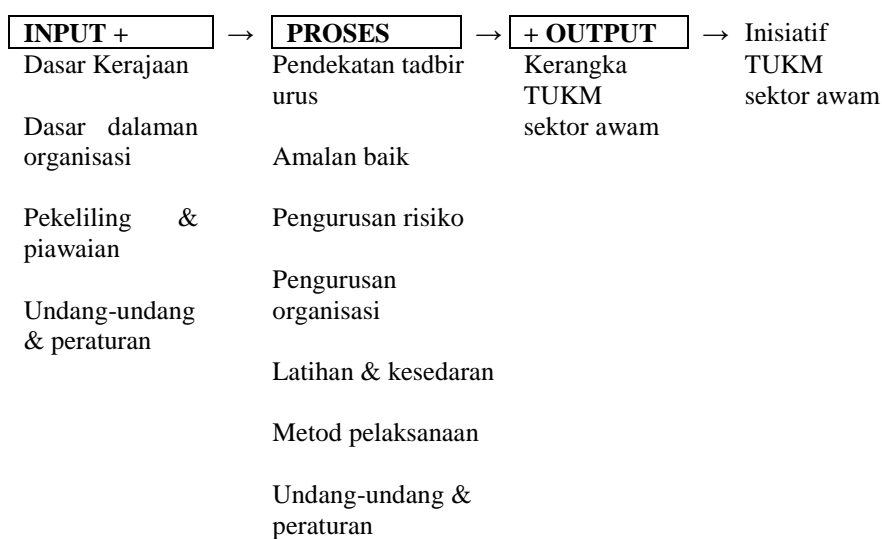 INPUT + → PROSES → + OUTPUT → Inisiatif
TUKM
sektor awam
Dasar Kerajaan
Dasar dalaman
organisasi
Pekeliling &
piawaian
Undang-undang
& peraturan
Pendekatan tadbir
urus
Amalan baik
Pengurusan risiko
Pengurusan
organisasi
Latihan & kesedaran
Metod pelaksanaan
Undang-undang &
peraturan
Kerangka
TUKM
sektor awam